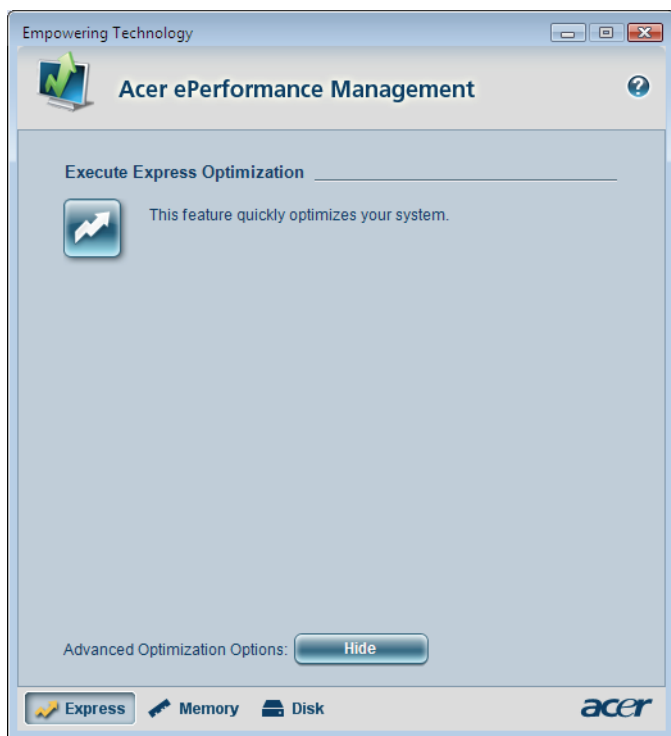 Empowering Technology
Acer ePerformance Management
?
Execute Express Optimization
This feature quickly optimizes your system.
Advanced Optimization Options: Hide
Express Memory Disk acer